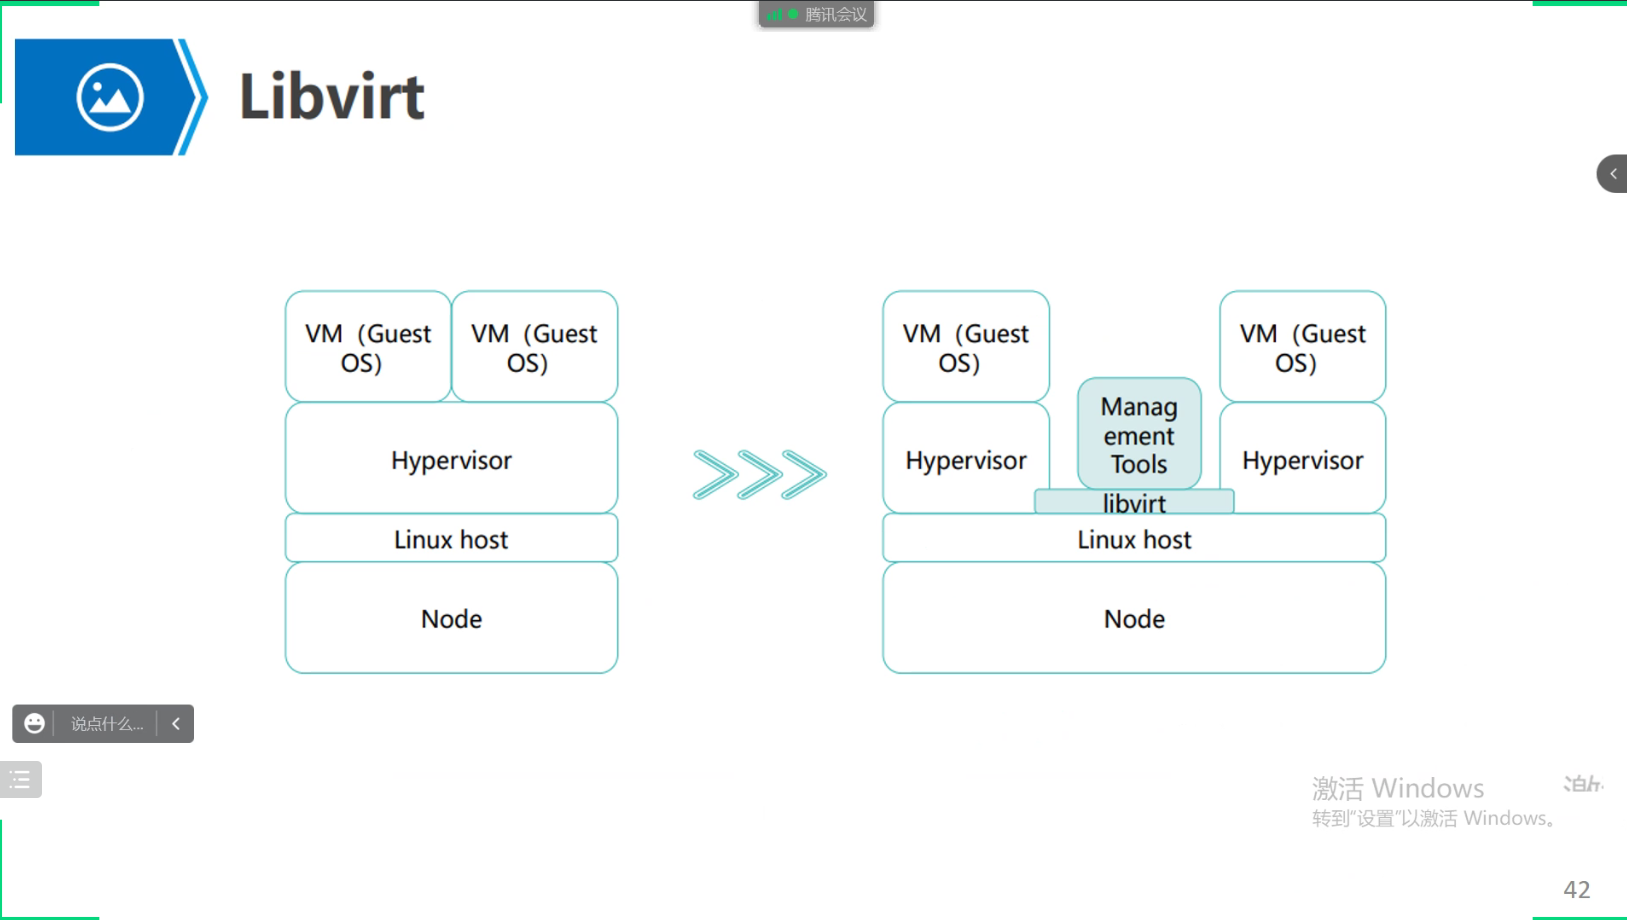 腾讯会议
Libvirt
VM（Guest
OS）
VM（Guest
OS）
Hypervisor
Linux host
Node
VM（Guest
OS）
VM（Guest
OS）
Manag
ement
Tools
Hypervisor
Hypervisor
libvirt
Linux host
Node
说点什么...
激活 Windows
转到"设置"以激活 Windows。
42